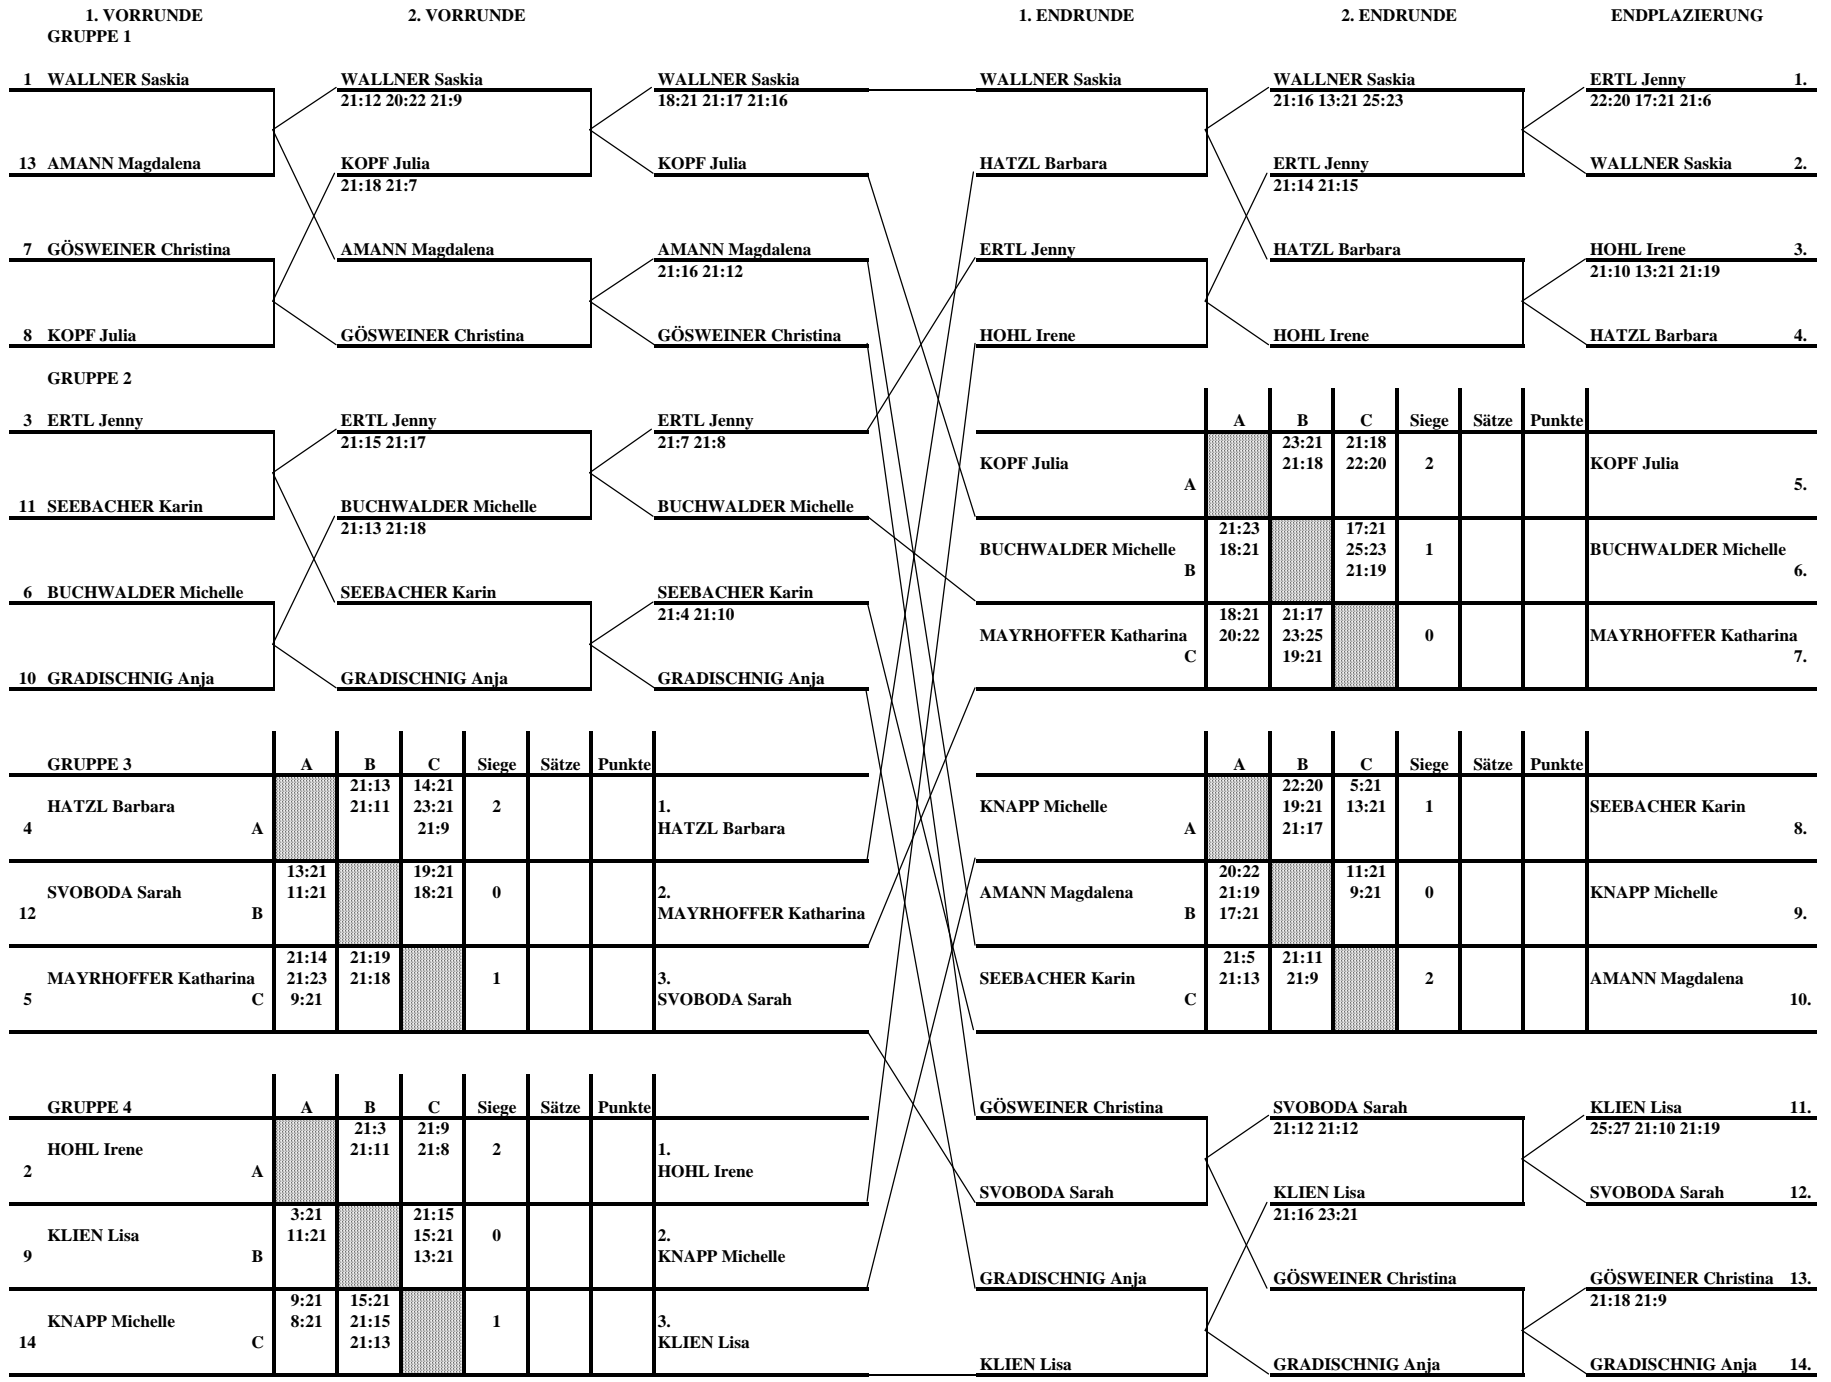 1. VORRUNDE 2. VORRUNDE 1. ENDRUNDE 2. ENDRUNDE ENDPLAZIERUNG
GRUPPE 1
1 WALLNER Saskia WALLNER Saskia WALLNER Saskia WALLNER Saskia WALLNER Saskia ERTL Jenny 1.
21:12 20:22 21:9 18:21 21:17 21:16 21:16 13:21 25:23 22:20 17:21 21:6
13 AMANN Magdalena KOPF Julia KOPF Julia HATZL Barbara ERTL Jenny WALLNER Saskia 2.
21:18 21:7 21:14 21:15
7 GÖSWEINER Christina AMANN Magdalena AMANN Magdalena ERTL Jenny HATZL Barbara HOHL Irene 3.
21:16 21:12 21:10 13:21 21:19
8 KOPF Julia GÖSWEINER Christina GÖSWEINER Christina HOHL Irene HOHL Irene HATZL Barbara 4.
GRUPPE 2
3 ERTL Jenny ERTL Jenny ERTL Jenny A B C Siege Sätze Punkte
21:15 21:17 21:7 21:8 23:21 21:18
KOPF Julia 21:18 22:20 2 KOPF Julia
A 5.
11 SEEBACHER Karin BUCHWALDER Michelle BUCHWALDER Michelle
21:13 21:18 21:23 17:21
BUCHWALDER Michelle 18:21 25:23 1 BUCHWALDER Michelle
B 21:19 6.
6 BUCHWALDER Michelle SEEBACHER Karin SEEBACHER Karin
21:4 21:10 18:21 21:17
MAYRHOFFER Katharina 20:22 23:25 0 MAYRHOFFER Katharina
C 19:21 7.
10 GRADISCHNIG Anja GRADISCHNIG Anja GRADISCHNIG Anja
GRUPPE 3 A B C Siege Sätze Punkte A B C Siege Sätze Punkte
21:13 14:21 22:20 5:21
HATZL Barbara 21:11 23:21 2 1. KNAPP Michelle 19:21 13:21 1 SEEBACHER Karin
4 A 21:9 HATZL Barbara A 21:17 8.
13:21 19:21 20:22 11:21
SVOBODA Sarah 11:21 18:21 0 2. AMANN Magdalena 21:19 9:21 0 KNAPP Michelle
12 B MAYRHOFFER Katharina B 17:21 9.
21:14 21:19 21:5 21:11
MAYRHOFFER Katharina 21:23 21:18 1 3. SEEBACHER Karin 21:13 21:9 2 AMANN Magdalena
5 C 9:21 SVOBODA Sarah C 10.
GRUPPE 4 A B C Siege Sätze Punkte GÖSWEINER Christina SVOBODA Sarah KLIEN Lisa 11.
21:3 21:9 21:12 21:12 25:27 21:10 21:19
HOHL Irene 21:11 21:8 2 1.
2 A HOHL Irene
SVOBODA Sarah KLIEN Lisa SVOBODA Sarah 12.
3:21 21:15 21:16 23:21
KLIEN Lisa 11:21 15:21 0 2.
9 B 13:21 KNAPP Michelle
GRADISCHNIG Anja GÖSWEINER Christina GÖSWEINER Christina 13.
9:21 15:21 21:18 21:9
KNAPP Michelle 8:21 21:15 1 3.
14 C 21:13 KLIEN Lisa
KLIEN Lisa GRADISCHNIG Anja GRADISCHNIG Anja 14.